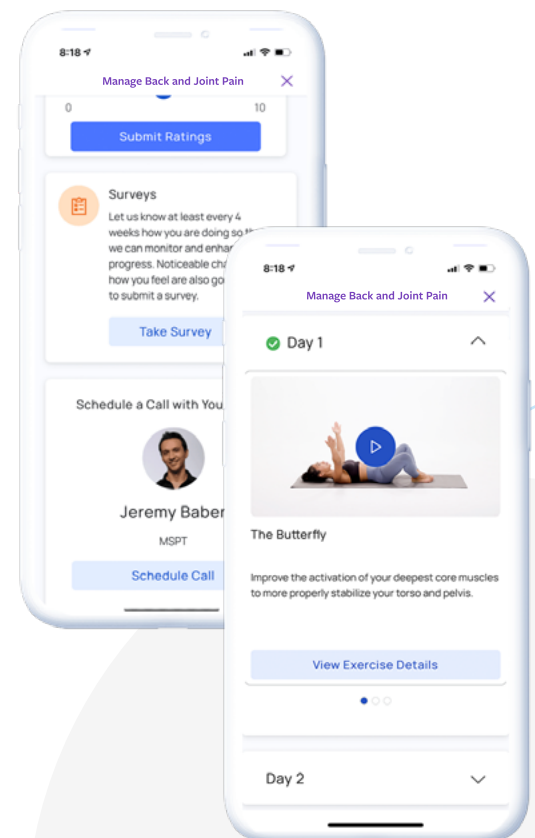 8:18
Manage Back and Joint Pain
0 10
Submit Ratings
Surveys
Let us know at least every 4
weeks how you are doing so
we can monitor and
progress. Noticeable
how you feel are also
to submit a survey.
Take Survey
Schedule a Call with
Jeremy Baber
MSPT
Schedule Call
8:18
Manage Back and Joint Pain
Day 1
The Butterfly
Improve the activation of your deepest core muscles
to more properly stabilize your torso and pelvis.
View Exercise Details
Day 2